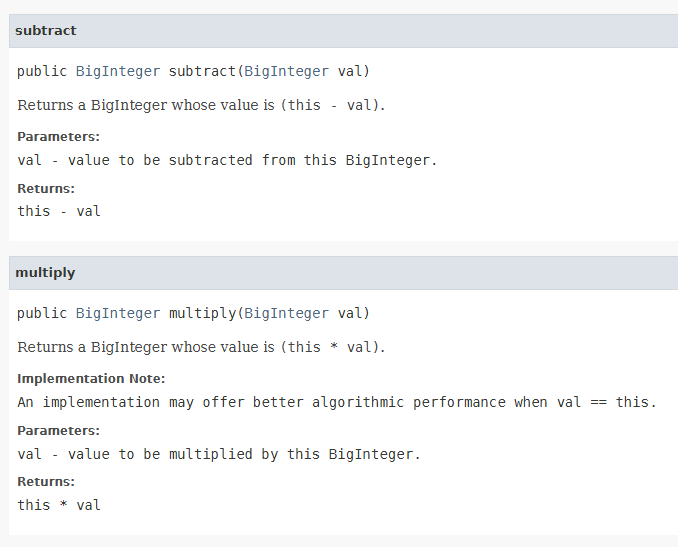 subtract
public BigInteger subtract(BigInteger val)
Returns a BigInteger whose value is (this - val).
Parameters:
val - value to be subtracted from this BigInteger.
Returns:
this - val
multiply
public BigInteger multiply(BigInteger val)
Returns a BigInteger whose value is (this * val).
Implementation Note:
An implementation may offer better algorithmic performance when val == this.
Parameters:
val - value to be multiplied by this BigInteger.
Returns:
this * val